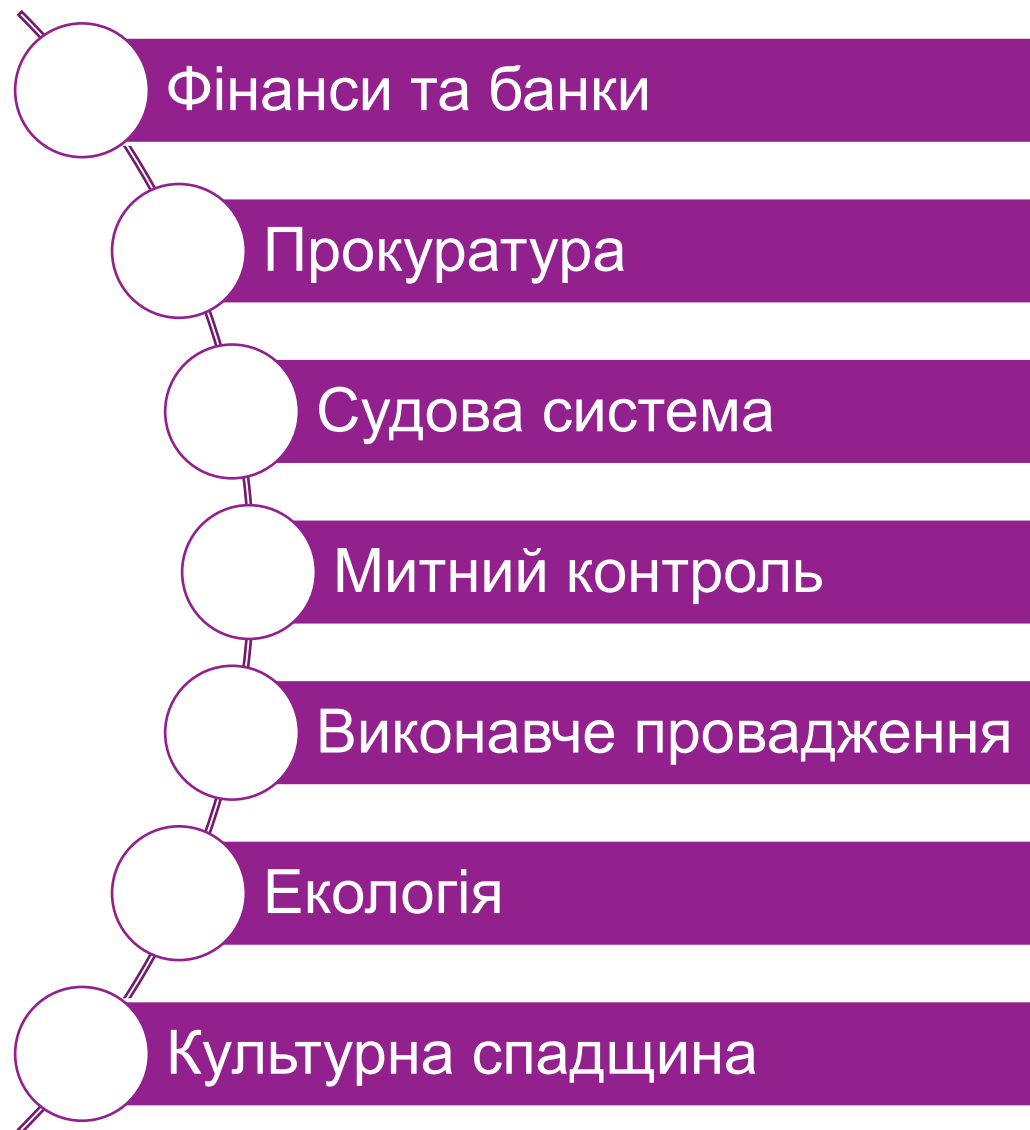 Фінанси та банки
Прокуратура
Судова система
Митний контроль
Виконавче провадження
Екологія
Культурна спадщина